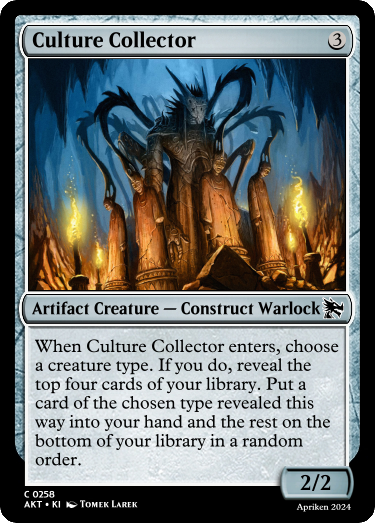 Culture Collector 3
Artifact Creature — Construct Warlock
When Culture Collector enters, choose
a creature type. If you do, reveal the
top four cards of your library. Put a
card of the chosen type revealed this
way into your hand and the rest on the
bottom of your library in a random
order.
2/2
C 0258
AKT • KI Tomek Larek
Apriken 2024